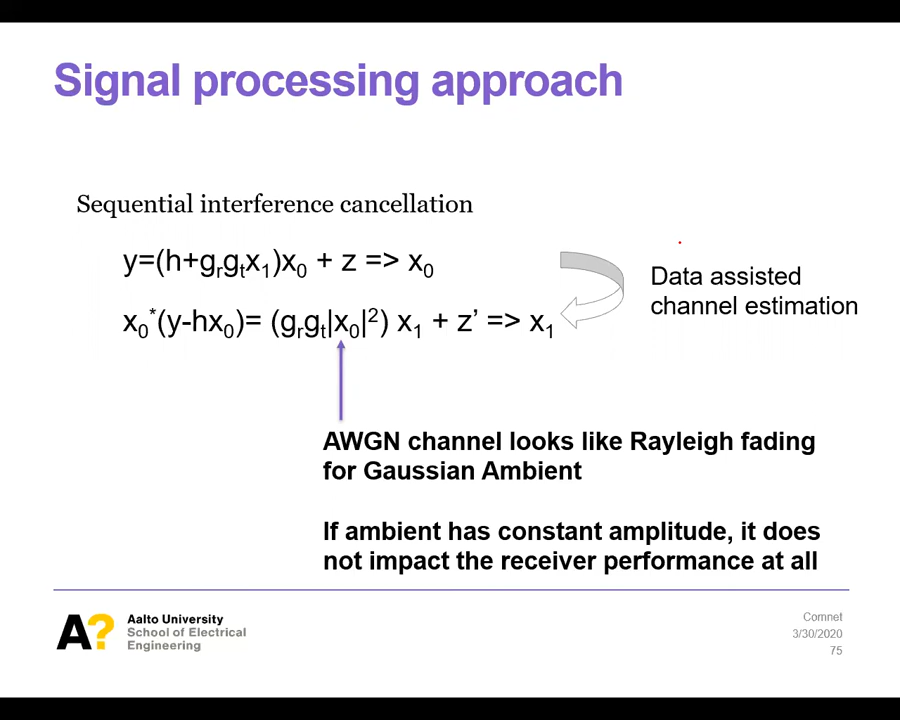 Signal processing approach
Sequential interference cancellation
y=(h+gᵣgₜx₁)x₀ + z => x₀
x₀*(y-hx₀)= (gᵣgₜ|x₀|²) x₁ + z’ => x₁
Data assisted
channel estimation
AWGN channel looks like Rayleigh fading
for Gaussian Ambient
If ambient has constant amplitude, it does
not impact the receiver performance at all
A?
Aalto University
School of Electrical
Engineering
Comnet
3/30/2020
75